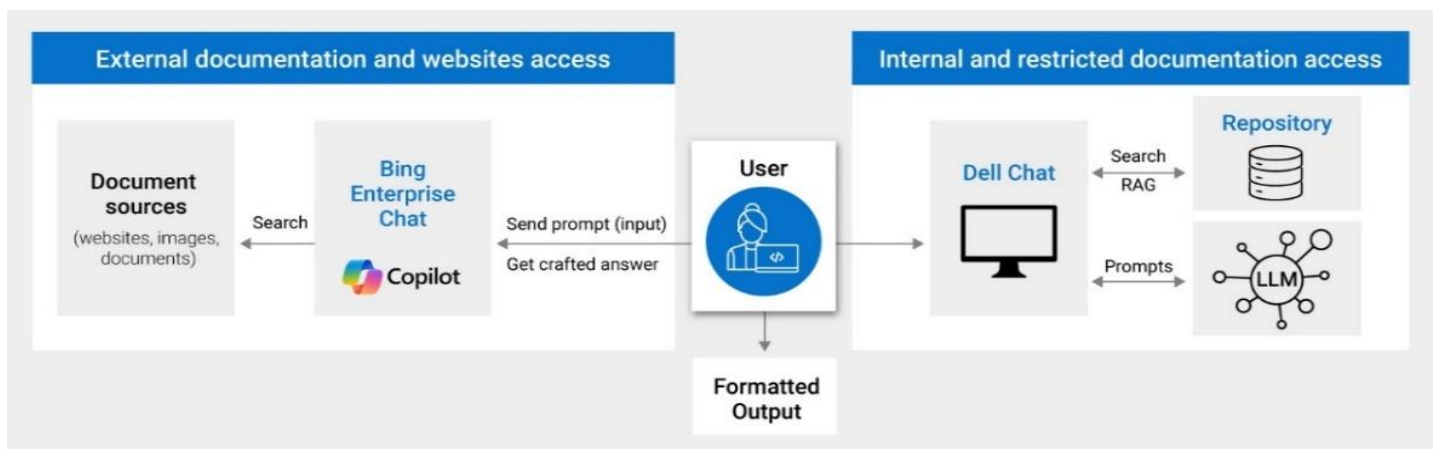 External documentation and websites access
Document
sources
(websites, images,
documents)
Search
Bing
Enterprise
Chat
Copilot
Send prompt (input)
Get crafted answer
User
</>
Formatted
Output
Internal and restricted documentation access
Dell Chat
Search
RAG
Prompts
Repository
LLM